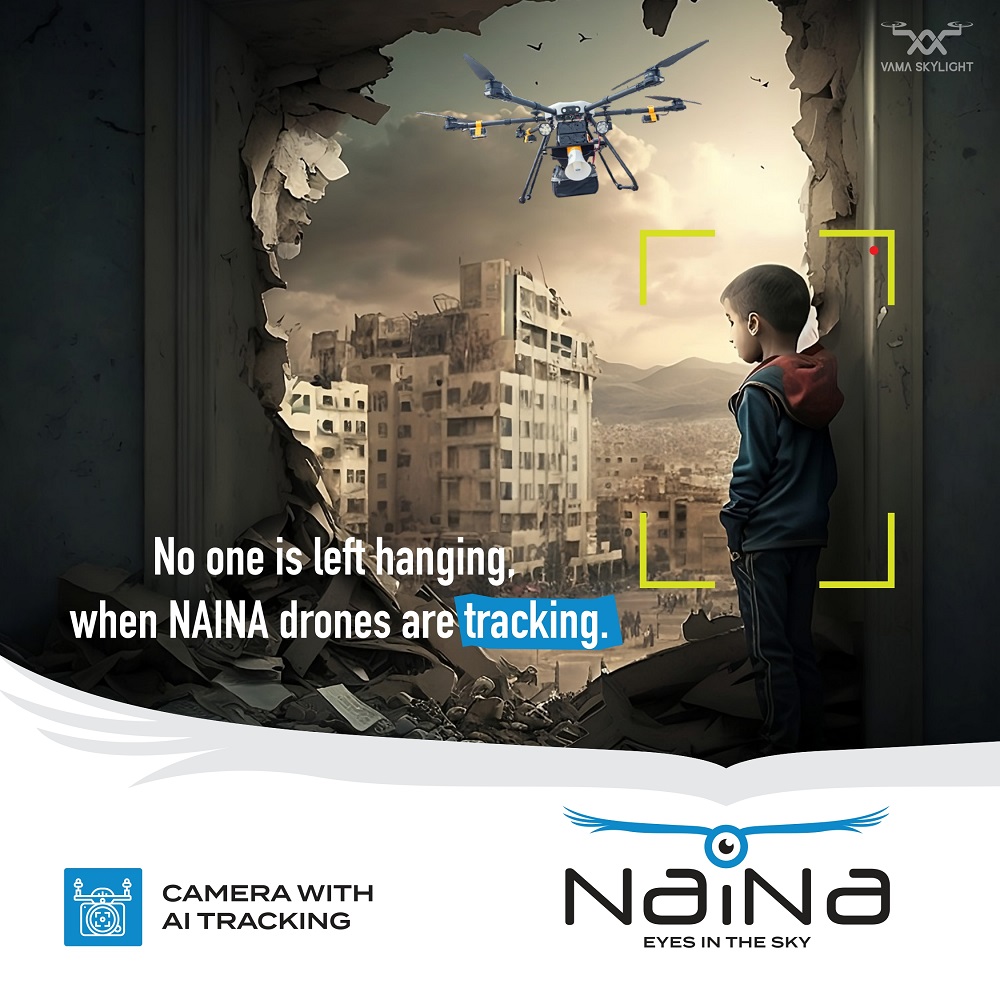 VAMA SKYLIGHT
No one is left hanging,
when NAINA drones are tracking.
CAMERA WITH
AI TRACKING
NaiNa
EYES IN THE SKY